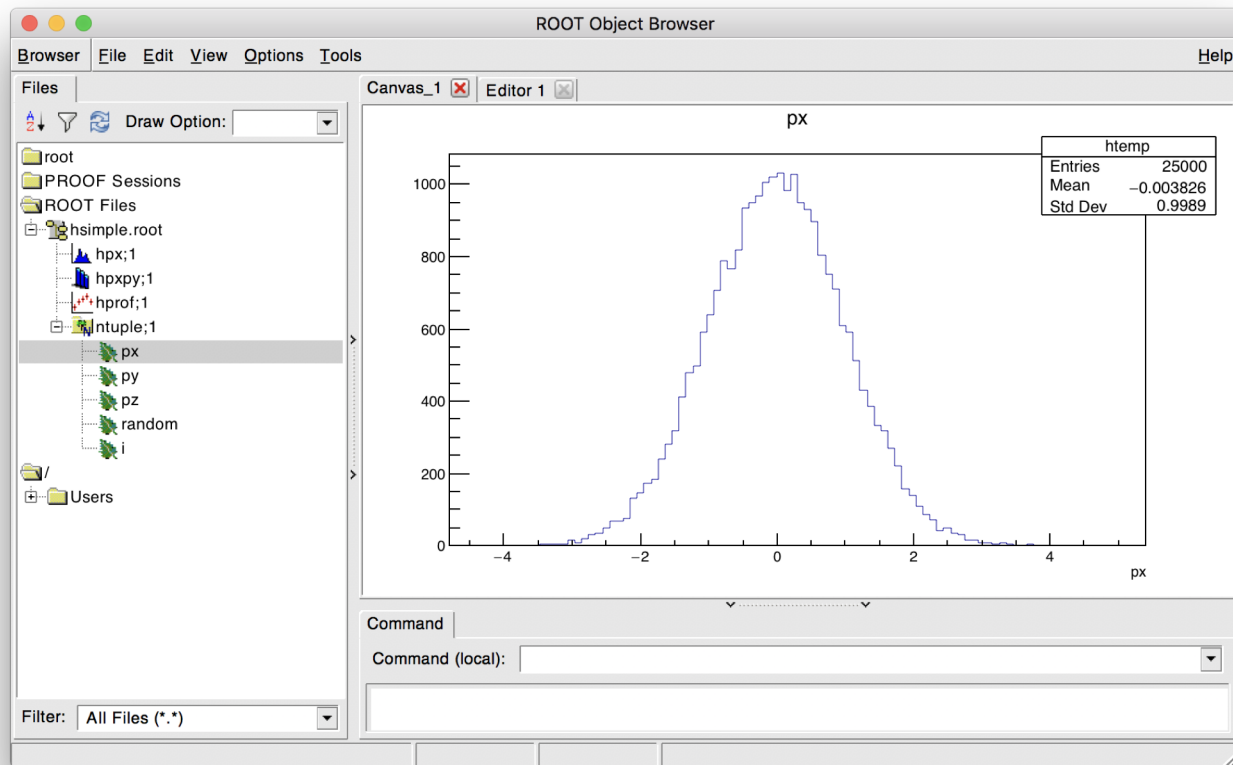 ROOT Object Browser
Browser File Edit View Options Tools Help
Files
Draw Option:
root
PROOF Sessions
ROOT Files
hsimple.root
hpx;1
hpxpy;1
hprof;1
ntuple;1
px
py
pz
random
i
/
Users
Filter: All Files (*.*)
Canvas_1 Editor 1
px
htemp
Entries 25000
Mean −0.003826
Std Dev 0.9989
1000
800
600
400
200
0
−4 −2 0 2 4
px
Command
Command (local):